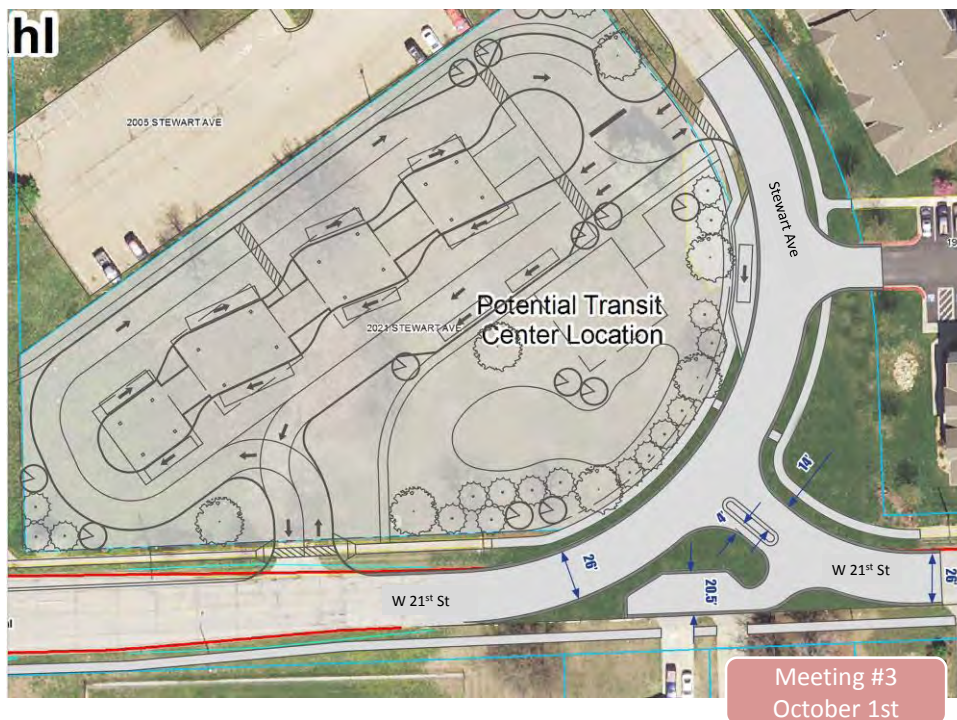 hl
2005 STEWART AVE
Stewart Ave
19
Potential Transit
2021 STEWART AVE
Center Location
14'
4'
26'
20.5'
26'
W 21st St
W 21st St
Meeting #3
October 1st